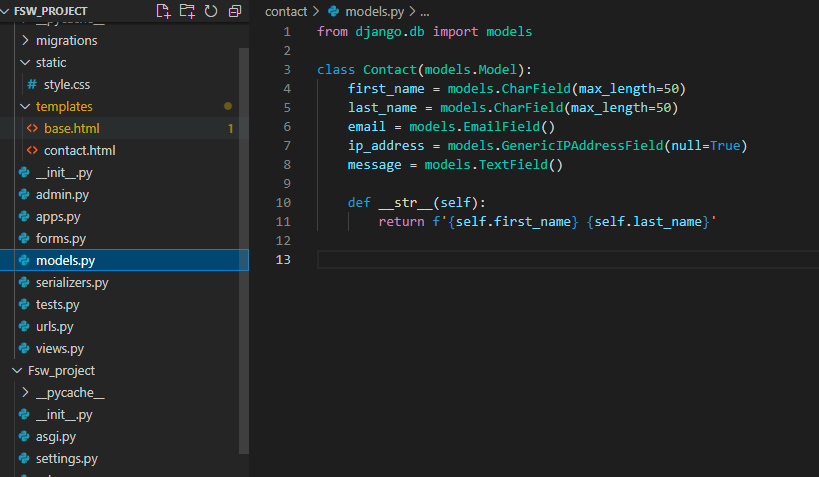 FSW_PROJECT
__pycache__
migrations
static
# style.css
templates
<> base.html 1
<> contact.html
__init__.py
admin.py
apps.py
forms.py
models.py
serializers.py
tests.py
urls.py
views.py
Fsw_project
__pycache__
__init__.py
asgi.py
settings.py
contact > models.py > ...
1 from django.db import models
2
3 class Contact(models.Model):
4 first_name = models.CharField(max_length=50)
5 last_name = models.CharField(max_length=50)
6 email = models.EmailField()
7 ip_address = models.GenericIPAddressField(null=True)
8 message = models.TextField()
9
10 def __str__(self):
11 return f'{self.first_name} {self.last_name}'
12
13